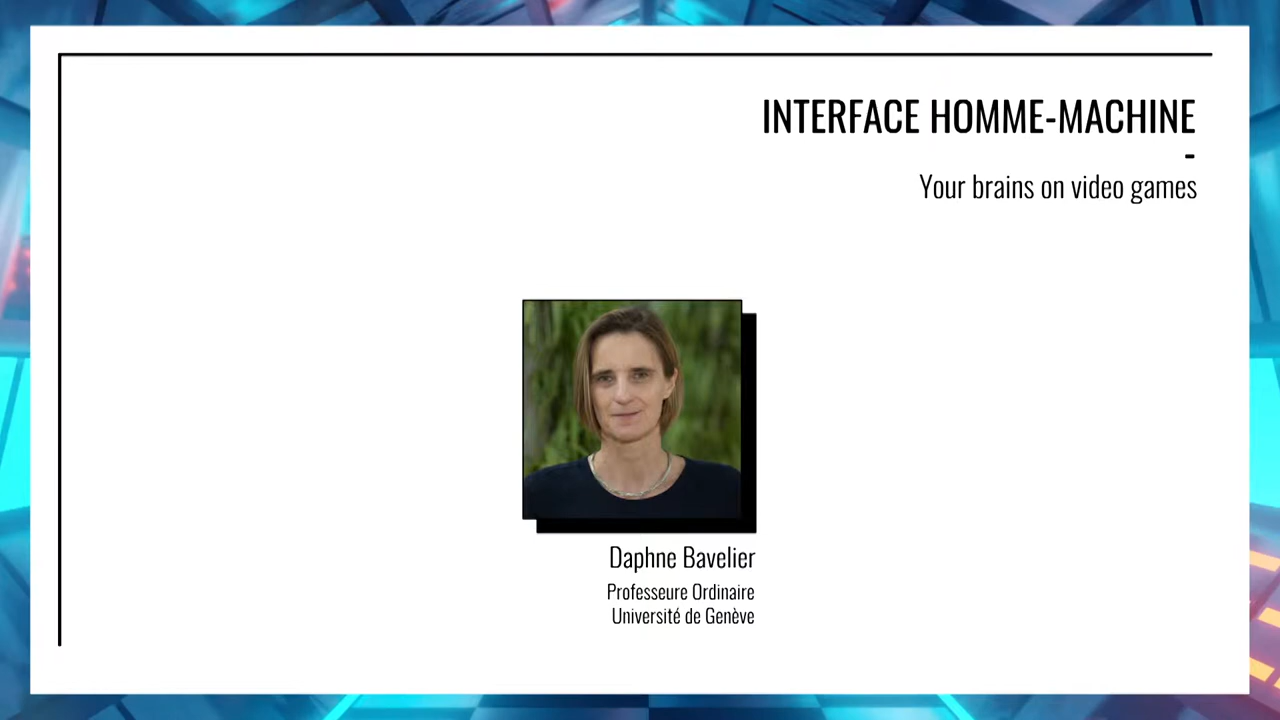 INTERFACE HOMME-MACHINE
-
Your brains on video games
Daphne Bavelier
Professeure Ordinaire
Université de Genève